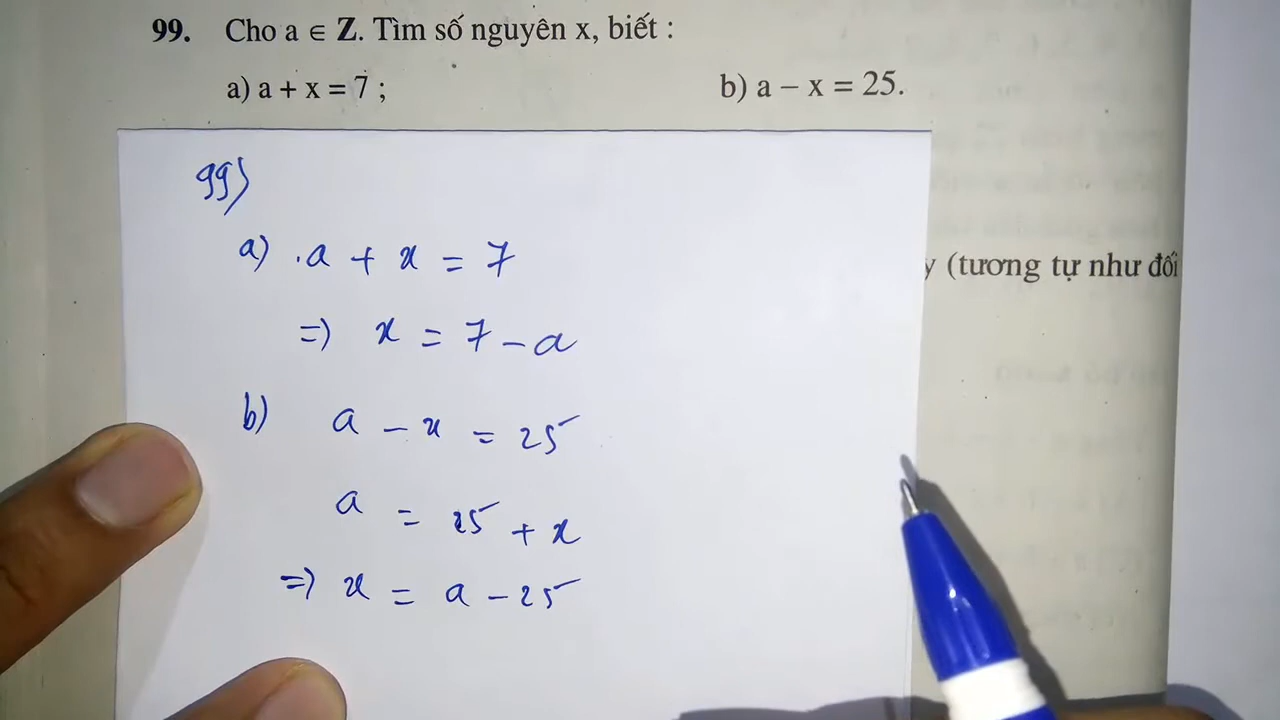 99. Cho a ∈ Z. Tìm số nguyên x, biết :
a) a + x = 7 ; b) a – x = 25.
99)
a) . a + x = 7
=) x = 7 - a
y (tương tự như đối
b) a - x = 25
a = 25 + x
=) x = a - 25